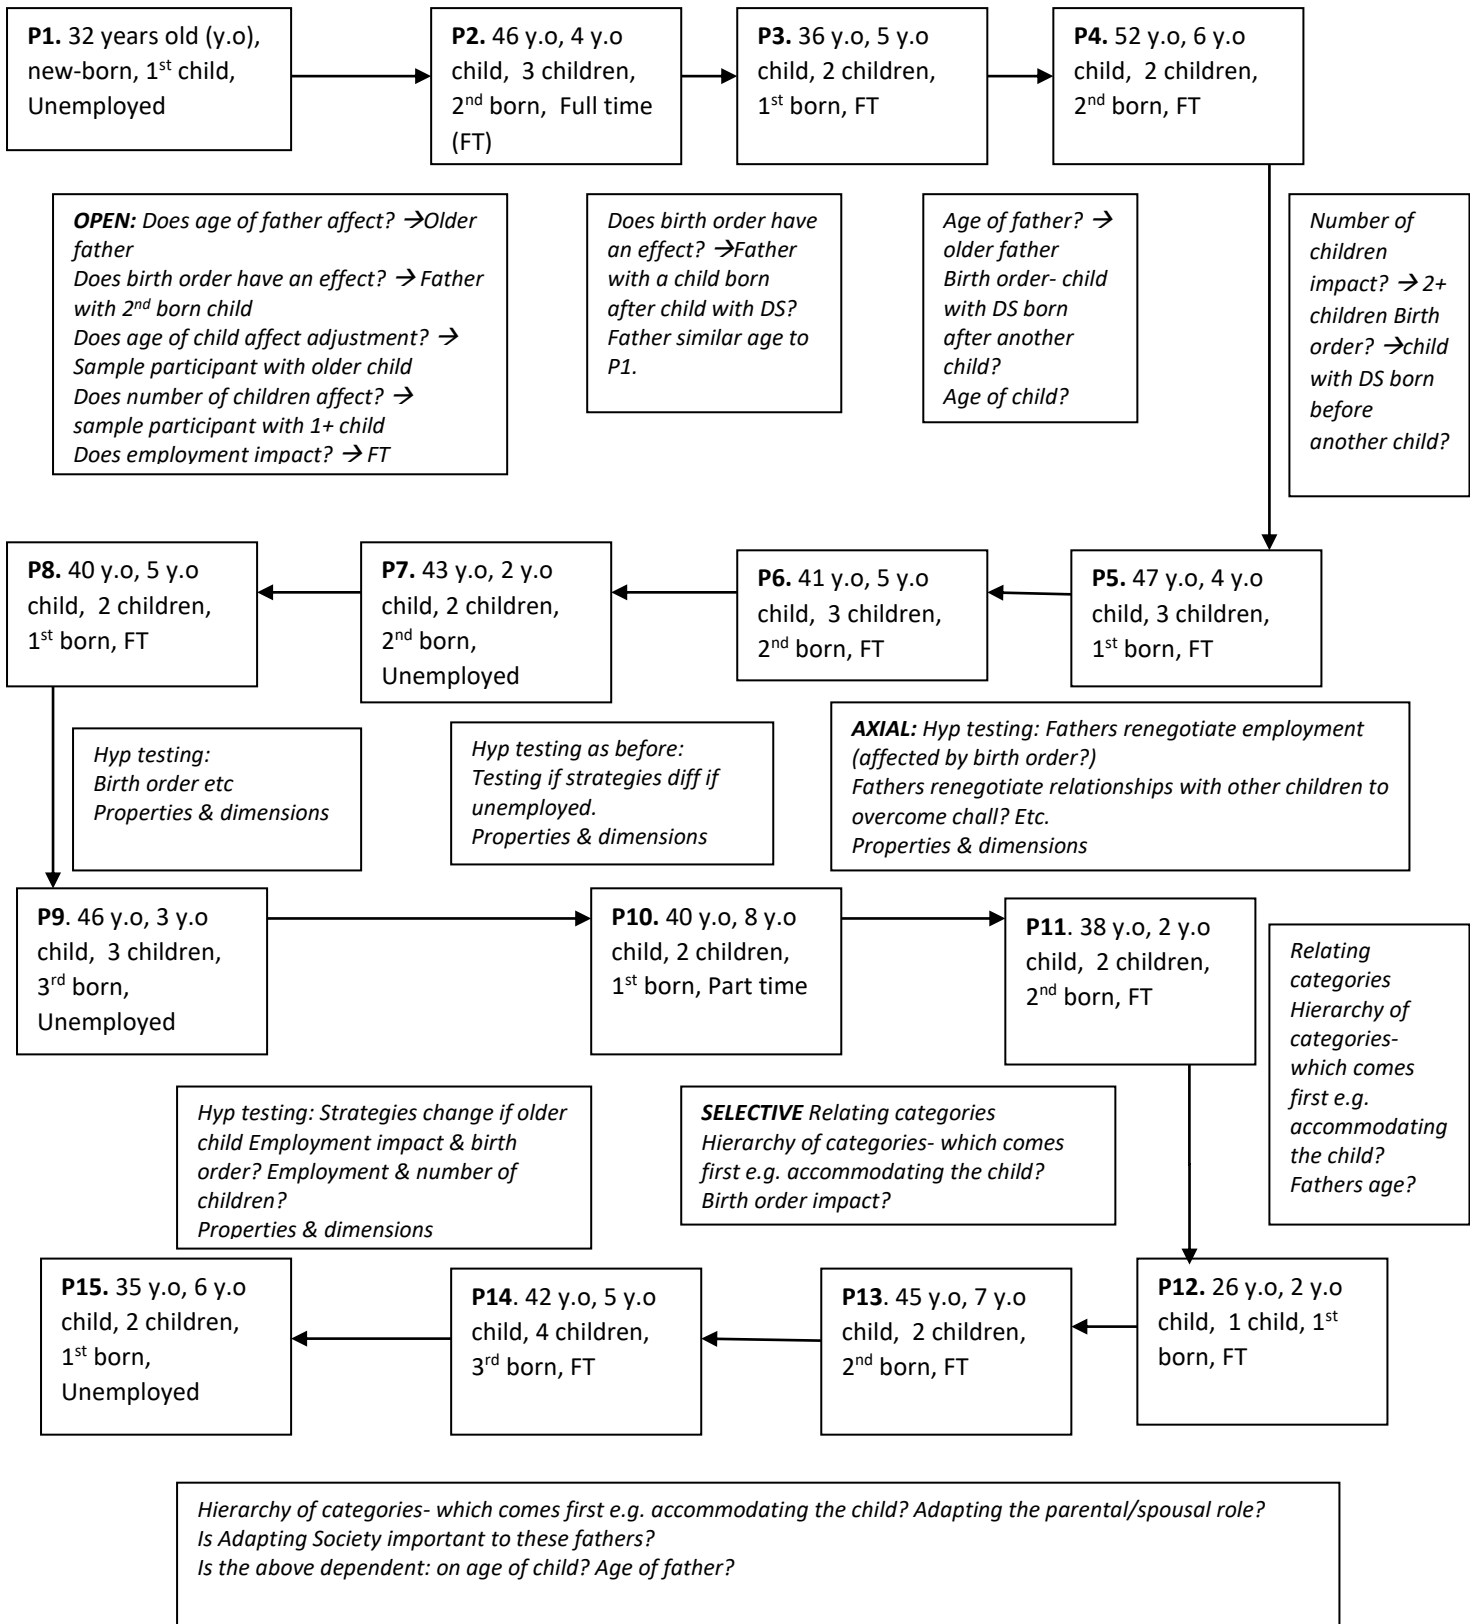 P1. 32 years old (y.o),
new-born, 1st child,
Unemployed
P2. 46 y.o, 4 y.o
child, 3 children,
2nd born, Full time
(FT)
P3. 36 y.o, 5 y.o
child, 2 children,
1st born, FT
P4. 52 y.o, 6 y.o
child, 2 children,
2nd born, FT
OPEN: Does age of father affect? →Older
father
Does birth order have an effect? → Father
with 2nd born child
Does age of child affect adjustment? →
Sample participant with older child
Does number of children affect? →
sample participant with 1+ child
Does employment impact? → FT
Does birth order have
an effect? →Father
with a child born
after child with DS?
Father similar age to
P1.
Age of father? →
older father
Birth order- child
with DS born
after another
child?
Age of child?
Number of
children
impact? → 2+
children Birth
order? →child
with DS born
before
another child?
P8. 40 y.o, 5 y.o
child, 2 children,
1st born, FT
P7. 43 y.o, 2 y.o
child, 2 children,
2nd born,
Unemployed
P6. 41 y.o, 5 y.o
child, 3 children,
2nd born, FT
P5. 47 y.o, 4 y.o
child, 3 children,
1st born, FT
Hyp testing:
Birth order etc
Properties & dimensions
Hyp testing as before:
Testing if strategies diff if
unemployed.
Properties & dimensions
AXIAL: Hyp testing: Fathers renegotiate employment
(affected by birth order?)
Fathers renegotiate relationships with other children to
overcome chall? Etc.
Properties & dimensions
P9. 46 y.o, 3 y.o
child, 3 children,
3rd born,
Unemployed
P10. 40 y.o, 8 y.o
child, 2 children,
1st born, Part time
P11. 38 y.o, 2 y.o
child, 2 children,
2nd born, FT
Relating
categories
Hierarchy of
categories-
which comes
first e.g.
accommodating
the child?
Fathers age?
Hyp testing: Strategies change if older
child Employment impact & birth
order? Employment & number of
children?
Properties & dimensions
SELECTIVE Relating categories
Hierarchy of categories- which comes
first e.g. accommodating the child?
Birth order impact?
P15. 35 y.o, 6 y.o
child, 2 children,
1st born,
Unemployed
P14. 42 y.o, 5 y.o
child, 4 children,
3rd born, FT
P13. 45 y.o, 7 y.o
child, 2 children,
2nd born, FT
P12. 26 y.o, 2 y.o
child, 1 child, 1st
born, FT
Hierarchy of categories- which comes first e.g. accommodating the child? Adapting the parental/spousal role?
Is Adapting Society important to these fathers?
Is the above dependent: on age of child? Age of father?